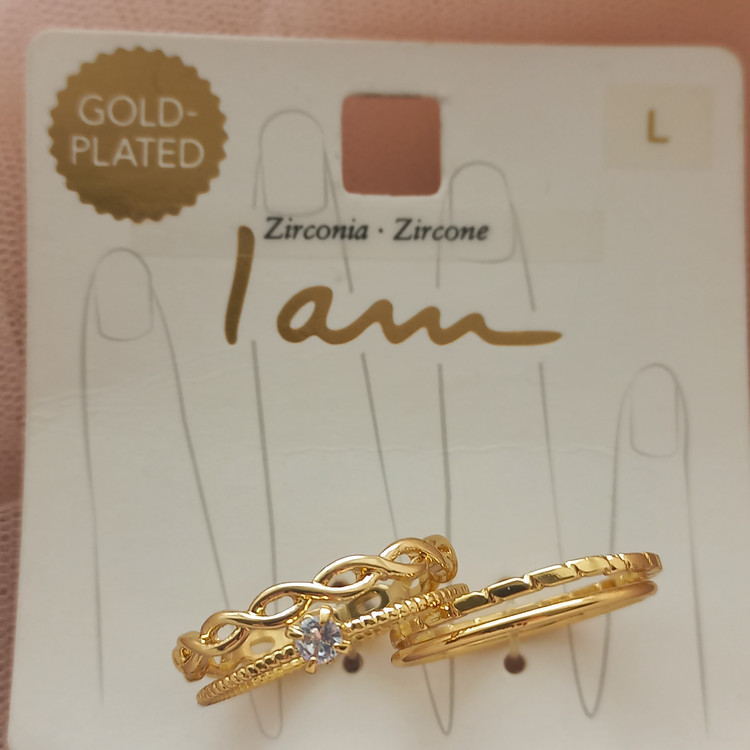 GOLD-
PLATED
L
Zirconia · Zircone
I am